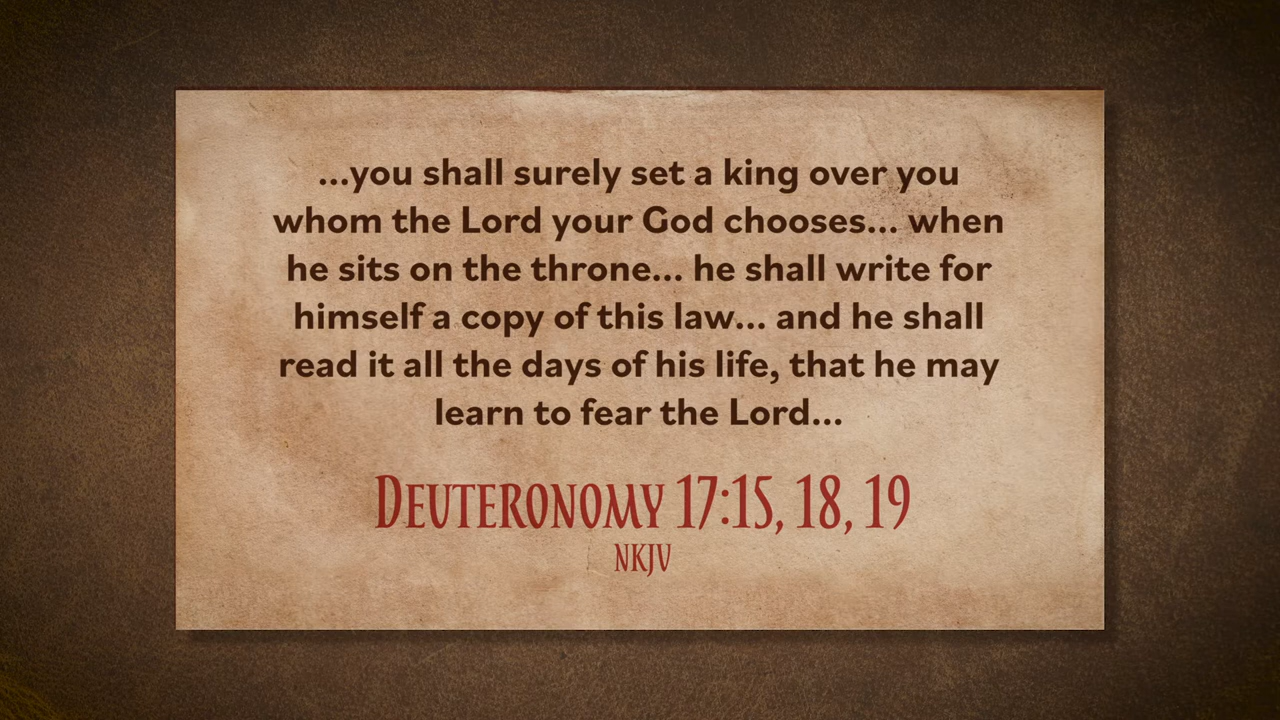 ...you shall surely set a king over you
whom the Lord your God chooses... when
he sits on the throne... he shall write for
himself a copy of this law... and he shall
read it all the days of his life, that he may
learn to fear the Lord...
Deuteronomy 17:15, 18, 19
NKJV